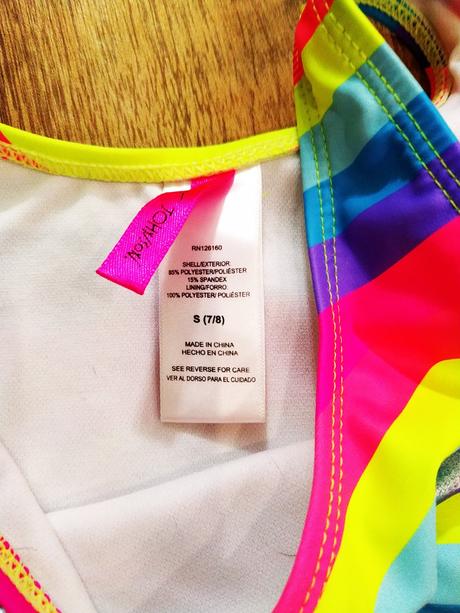 JOHNSON
RN126160
SHELL/EXTERIOR:
85% POLYESTER/POLIÉSTER
15% SPANDEX
LINING/FORRO:
100% POLYESTER/ POLIÉSTER
S (7/8)
MADE IN CHINA
HECHO EN CHINA
SEE REVERSE FOR CARE
VER AL DORSO PARA EL CUIDADO